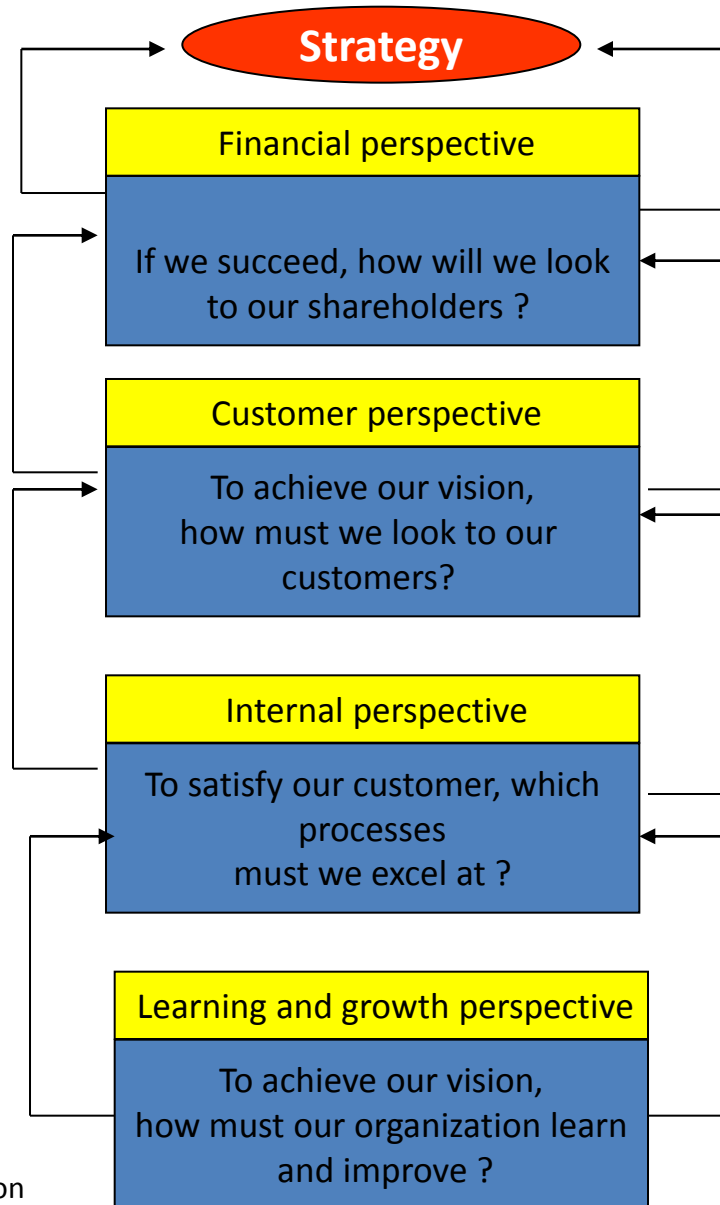 Strategy
Financial perspective
If we succeed, how will we look
to our shareholders ?
Customer perspective
To achieve our vision,
how must we look to our
customers?
Internal perspective
To satisfy our customer, which
processes
must we excel at ?
Learning and growth perspective
To achieve our vision,
how must our organization learn
and improve ?
on